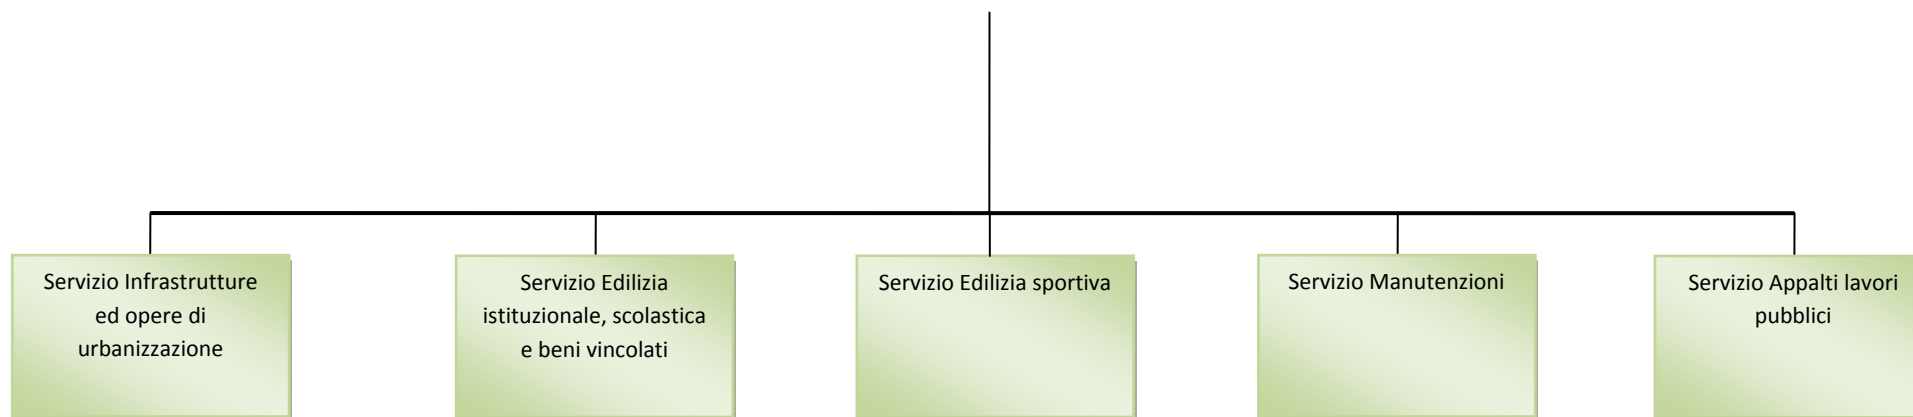 Servizio Infrastrutture
ed opere di
urbanizzazione
Servizio Edilizia
istituzionale, scolastica
e beni vincolati
Servizio Edilizia sportiva
Servizio Manutenzioni
Servizio Appalti lavori
pubblici